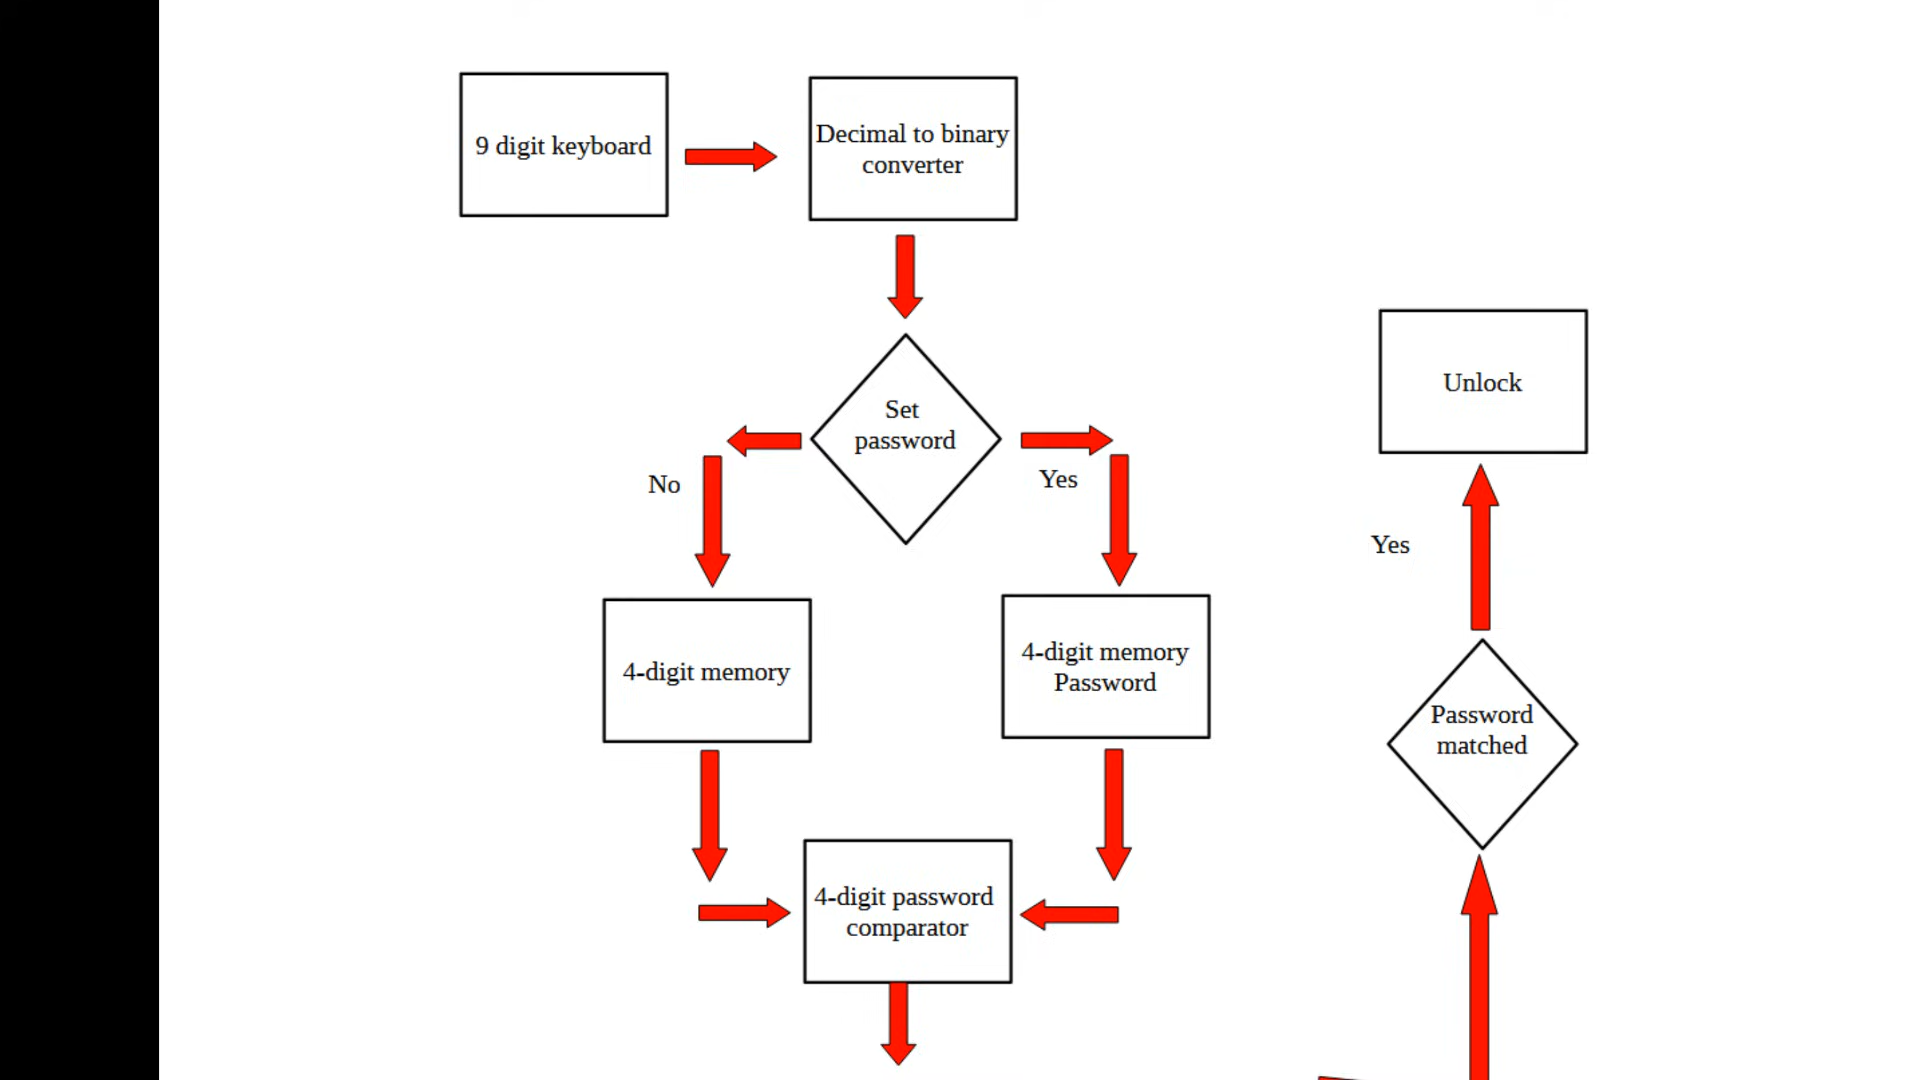 9 digit keyboard
Decimal to binary
converter
Set
password
No
Yes
4-digit memory
4-digit memory
Password
4-digit password
comparator
Unlock
Yes
Password
matched